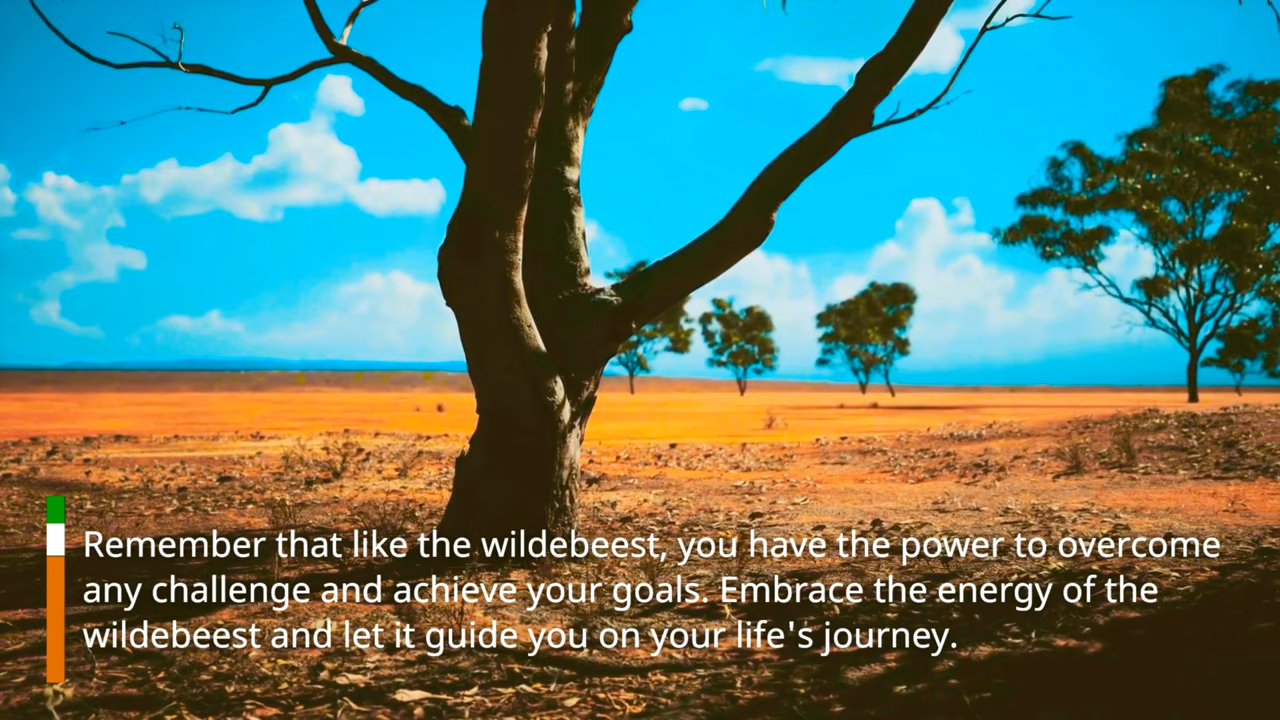 Remember that like the wildebeest, you have the power to overcome
any challenge and achieve your goals. Embrace the energy of the
wildebeest and let it guide you on your life's journey.